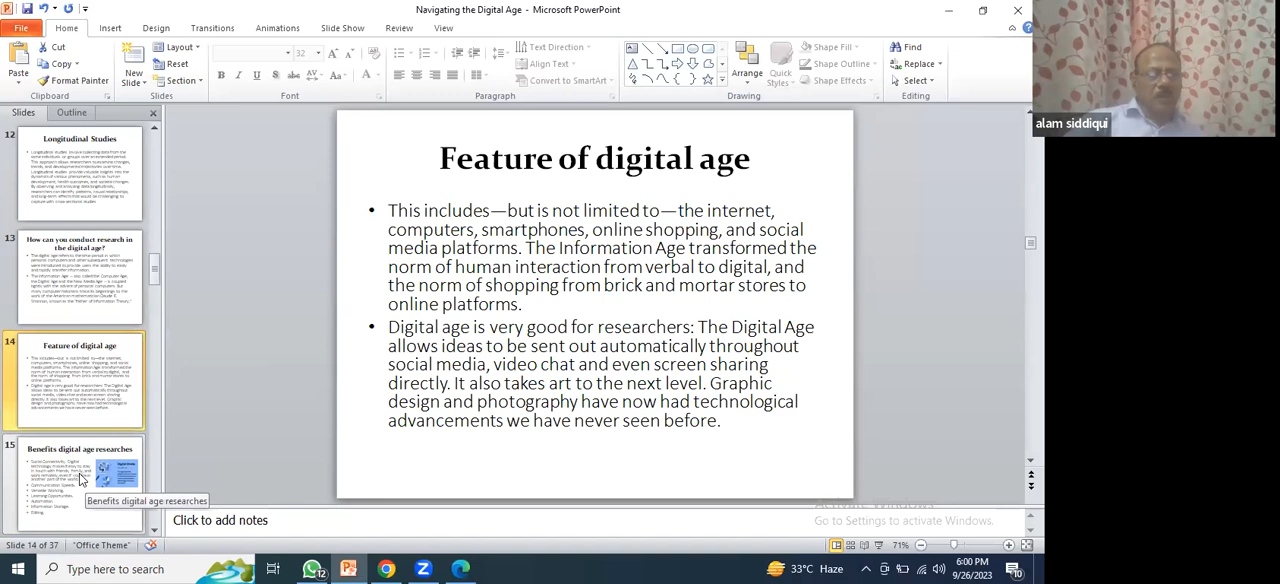 Navigating the Digital Age - Microsoft PowerPoint
File Home Insert Design Transitions Animations Slide Show Review View
Cut
Copy
Format Painter
Paste
Clipboard
New
Slide
Layout
Reset
Section
Slides
32
Font
Text Direction
Align Text
Convert to SmartArt
Paragraph
Arrange
Quick
Styles
Shape Fill
Shape Outline
Shape Effects
Drawing
Find
Replace
Select
Editing
alam siddiqui
Slides Outline
12
Longitudinal Studies
13
How can you conduct research in
the digital age?
14
Feature of digital age
15
Benefits digital age researches
Benefits digital age researches
Feature of digital age
• This includes—but is not limited to—the internet,
computers, smartphones, online shopping, and social
media platforms. The Information Age transformed the
norm of human interaction from verbal to digital, and
the norm of shopping from brick and mortar stores to
online platforms.
• Digital age is very good for researchers: The Digital Age
allows ideas to be sent out automatically throughout
social media, video chat and even screen sharing
directly. It also takes art to the next level. Graphic
design and photography have now had technological
advancements we have never seen before.
Click to add notes
Activate Windows
Go to Settings to activate Windows.
Slide 14 of 37 "Office Theme" 71%
Type here to search
12
33°C Haze
6:00 PM
9/26/2023
10